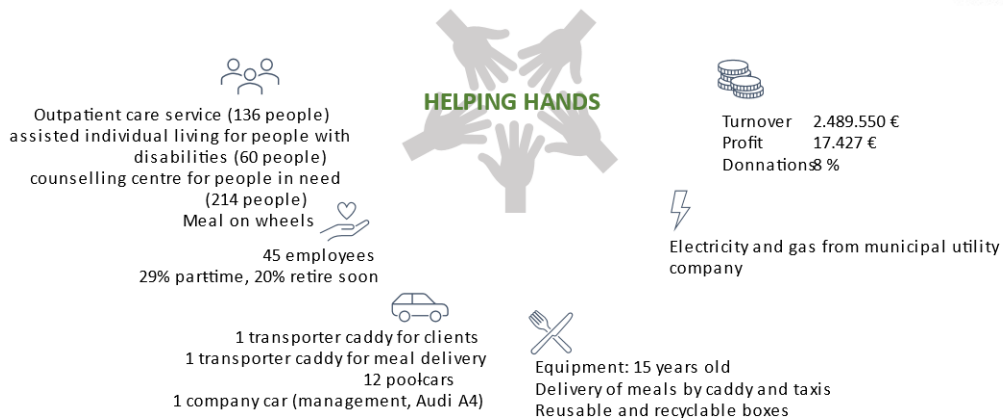 HELPING HANDS
Outpatient care service (136 people)
assisted individual living for people with
disabilities (60 people)
counselling centre for people in need
(214 people)
Meal on wheels
45 employees
29% parttime, 20% retire soon
1 transporter caddy for clients
1 transporter caddy for meal delivery
12 pool-cars
1 company car (management, Audi A4)
Turnover 2.489.550 €
Profit 17.427 €
Donnations 8 %
Electricity and gas from municipal utility
company
Equipment: 15 years old
Delivery of meals by caddy and taxis
Reusable and recyclable boxes